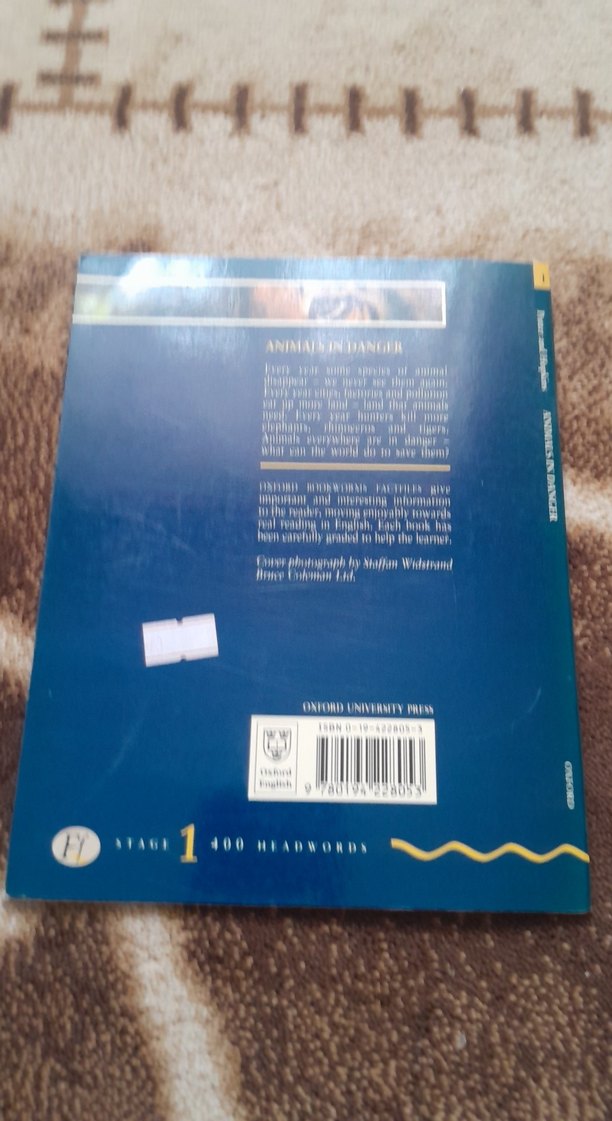 1
ANIMALS IN DANGER
Every year some species of animal
disappear – we never see them again.
Every year cities, factories and pollution
eat up more land – land that animals
need. Every year hunters kill more
elephants, rhinoceros and tigers.
Animals everywhere are in danger –
what can the world do to save them?
OXFORD BOOKWORMS FACTFILES give
important and interesting information
to the reader, moving enjoyably towards
real reading in English. Each book has
been carefully graded to help the learner.
Cover photograph by Staffan Widstrand
Bruce Coleman Ltd.
OXFORD UNIVERSITY PRESS
ISBN 0-19-422805-3
Oxford
English
9 780194 228053
STAGE 1 400 HEADWORDS
ANIMALS IN DANGER
OXFORD